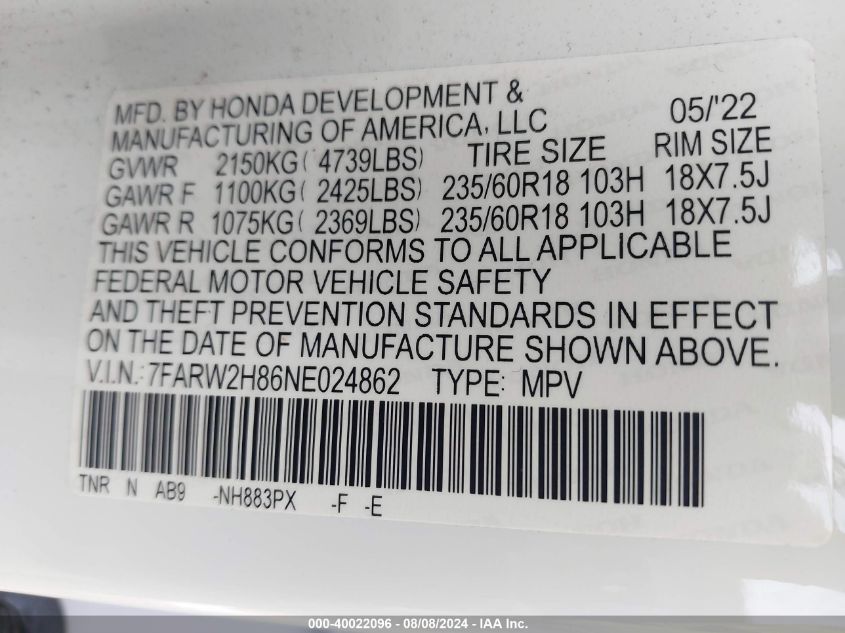 MFD. BY HONDA DEVELOPMENT &
MANUFACTURING OF AMERICA, LLC 05/'22
GVWR 2150KG( 4739LBS) TIRE SIZE RIM SIZE
GAWR F 1100KG( 2425LBS) 235/60R18 103H 18X7.5J
GAWR R 1075KG( 2369LBS) 235/60R18 103H 18X7.5J
THIS VEHICLE CONFORMS TO ALL APPLICABLE
FEDERAL MOTOR VEHICLE SAFETY
AND THEFT PREVENTION STANDARDS IN EFFECT
ON THE DATE OF MANUFACTURE SHOWN ABOVE.
V.I.N.: 7FARW2H86NE024862 TYPE: MPV
TNR N AB9 -NH883PX -F -E
000-40022096 - 08/08/2024 - IAA Inc.